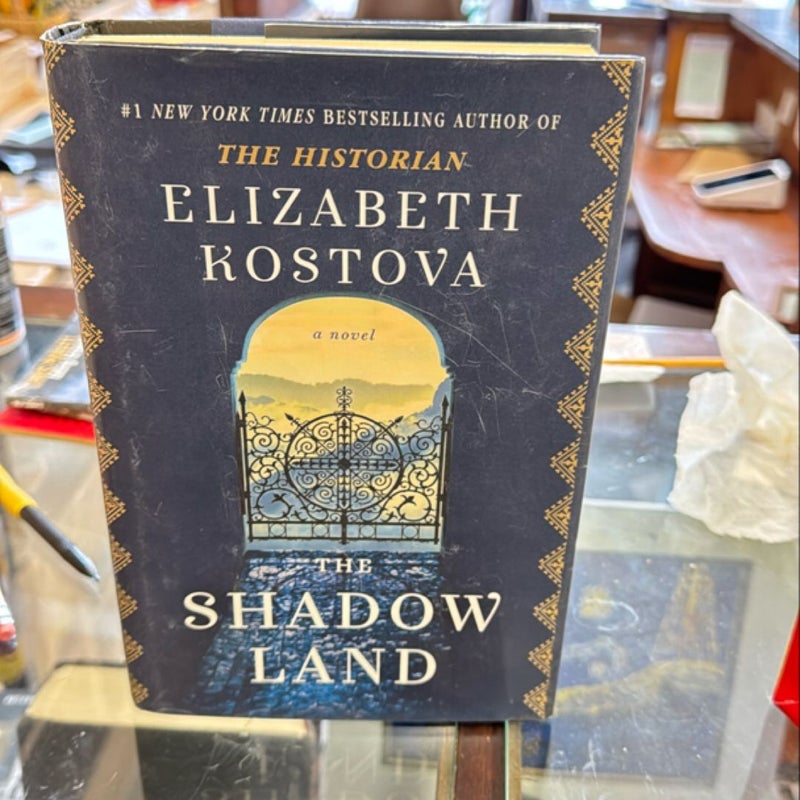 #1 NEW YORK TIMES BESTSELLING AUTHOR OF
THE HISTORIAN
ELIZABETH
KOSTOVA
a novel
THE
SHADOW
LAND